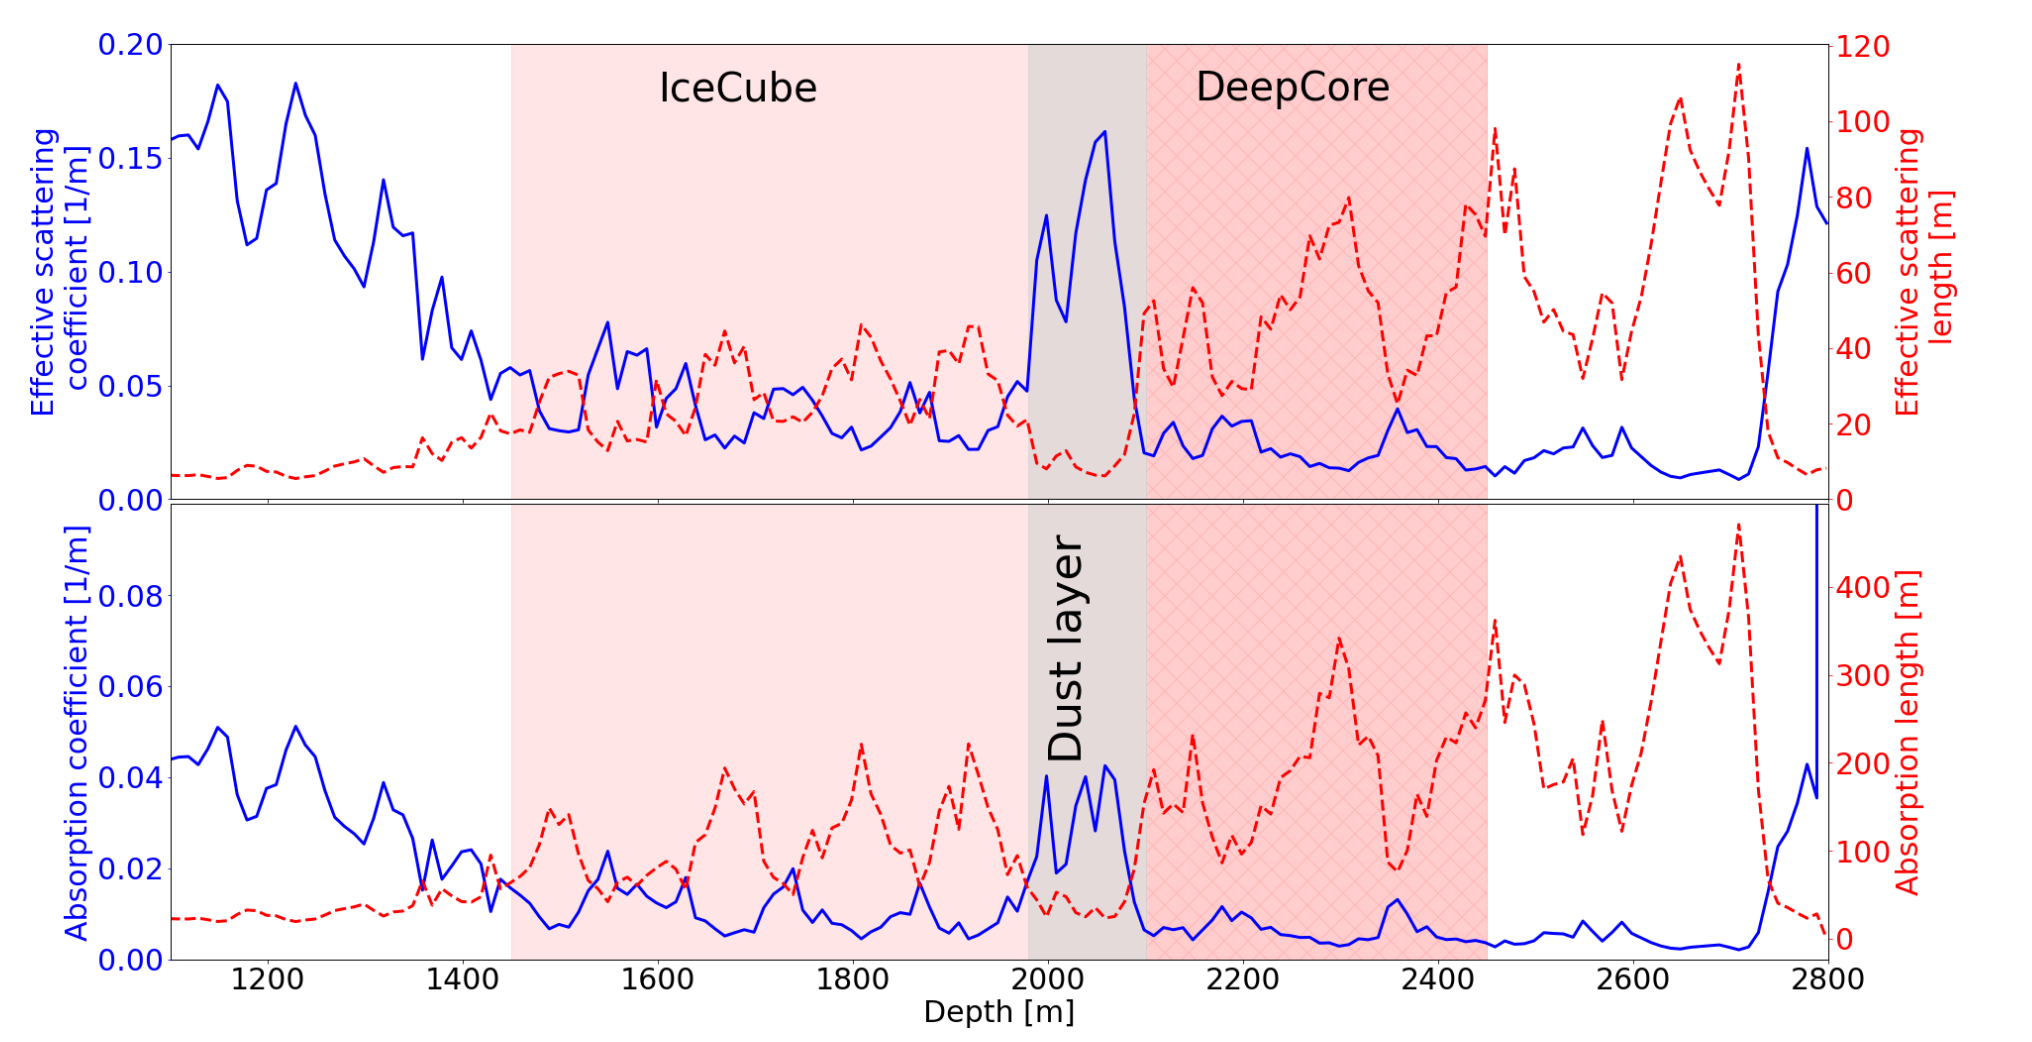 0.20
0.15
0.10
0.05
0.00
Effective scattering
coefficient [1/m]
IceCube
DeepCore
120
100
80
60
40
20
0
Effective scattering
length [m]
0.08
0.06
0.04
0.02
0.00
Absorption coefficient [1/m]
Dust layer
400
300
200
100
0
Absorption length [m]
1200 1400 1600 1800 2000 2200 2400 2600 2800
Depth [m]